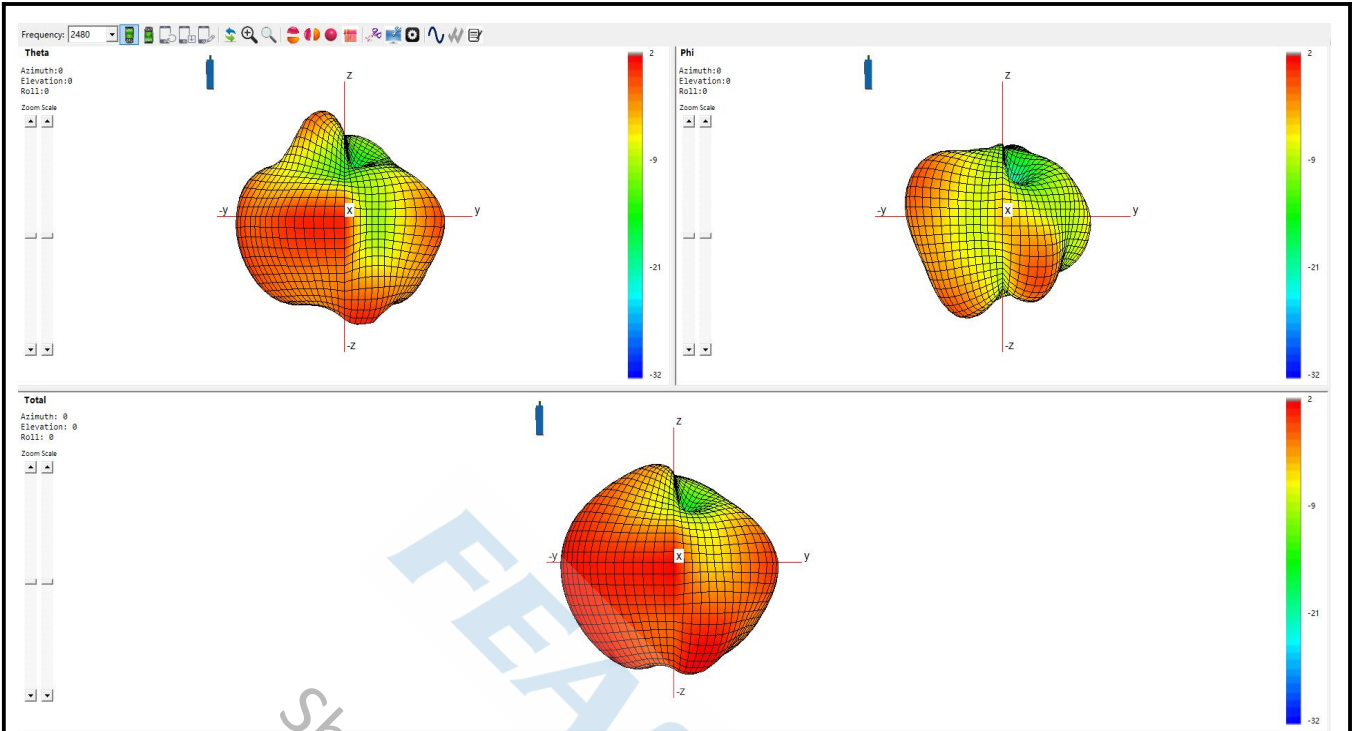 Frequency: 2480
Theta
Azimuth:0
Elevation:0
Roll:0
Zoom Scale
z
-y
X
y
-z
2
-9
-21
-32
Phi
Azimuth:0
Elevation:0
Roll:0
Zoom Scale
z
-y
X
y
-z
2
-9
-21
-32
Total
Azimuth: 0
Elevation: 0
Roll: 0
Zoom Scale
z
-y
X
y
-z
2
-9
-21
-32
FEA
Sh